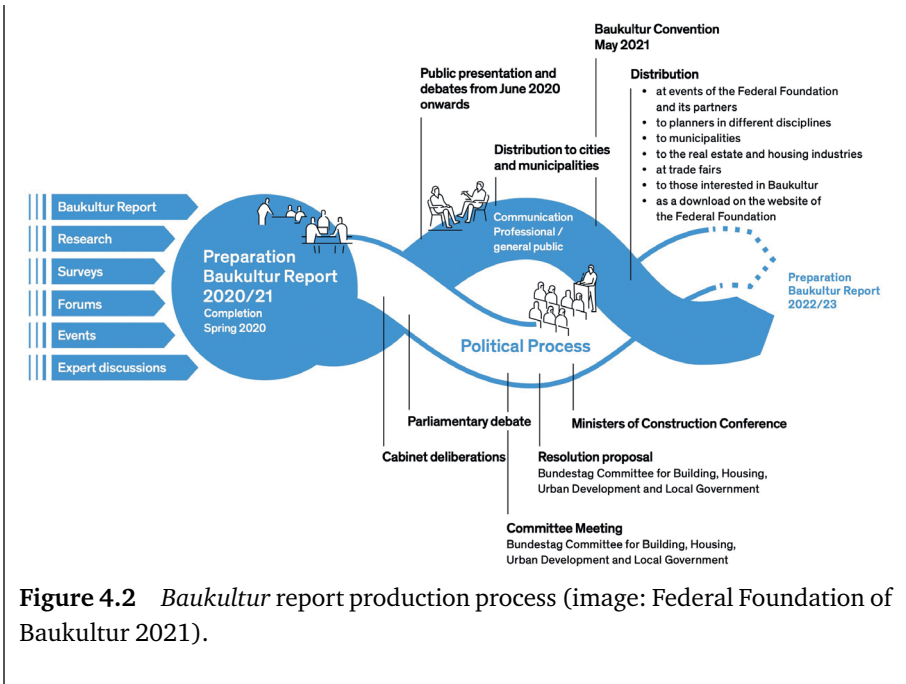 Baukultur Convention
May 2021
Public presentation and
debates from June 2020
onwards
Distribution
• at events of the Federal Foundation
and its partners
• to planners in different disciplines
• to municipalities
• to the real estate and housing industries
• at trade fairs
• to those interested in Baukultur
• as a download on the website of
the Federal Foundation
Distribution to cities
and municipalities
Baukultur Report
Research
Surveys
Forums
Events
Expert discussions
Preparation
Baukultur Report
2020/21
Completion
Spring 2020
Communication
Professional /
general public
Preparation
Baukultur Report
2022/23
Political Process
Parliamentary debate
Ministers of Construction Conference
Cabinet deliberations
Resolution proposal
Bundestag Committee for Building, Housing,
Urban Development and Local Government
Committee Meeting
Bundestag Committee for Building, Housing,
Urban Development and Local Government
Figure 4.2 Baukultur report production process (image: Federal Foundation of
Baukultur 2021).